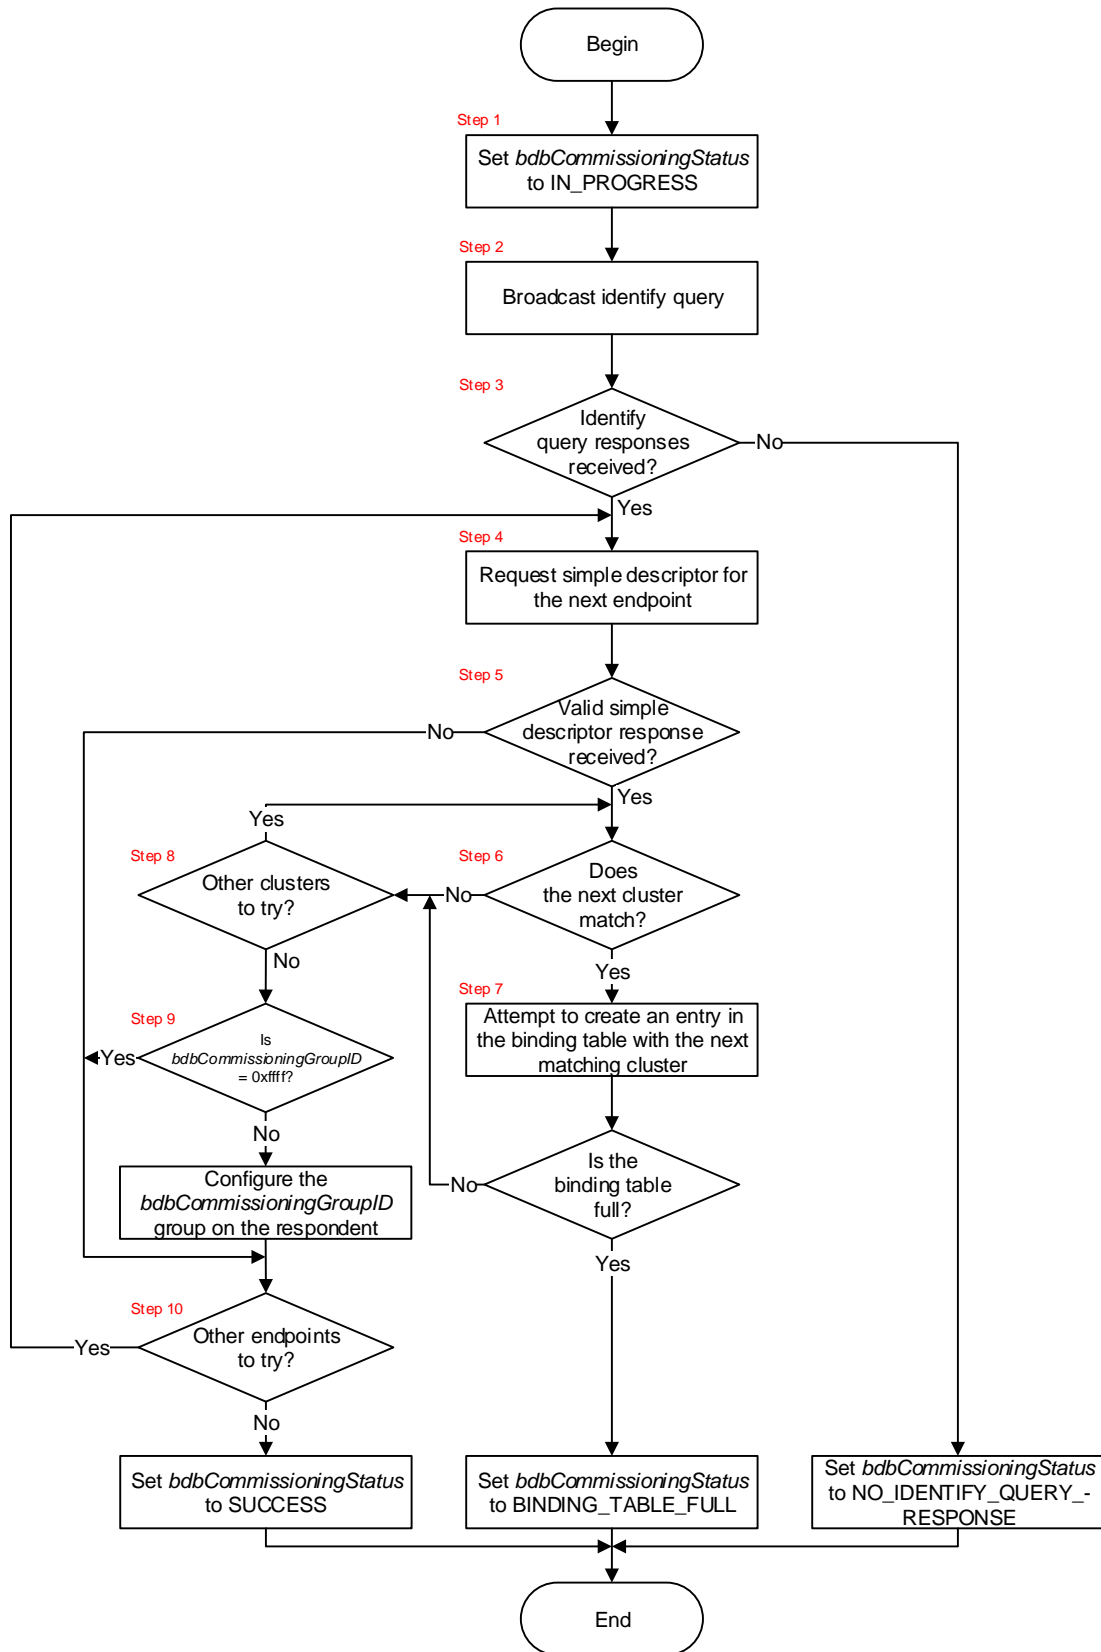 Begin
Step 1
Set bdbCommissioningStatus
to IN_PROGRESS
Step 2
Broadcast identify query
Step 3
Identify
query responses
received?
No
Yes
Step 4
Request simple descriptor for
the next endpoint
Step 5
Valid simple
descriptor response
received?
No
Yes
Yes
Step 8
Other clusters
to try?
Step 6
Does
the next cluster
match?
No
No
Yes
Step 9
Is
bdbCommissioningGroupID
= 0xffff?
Yes
Step 7
Attempt to create an entry in
the binding table with the next
matching cluster
No
Is the
binding table
full?
No
Configure the
bdbCommissioningGroupID
group on the respondent
Yes
Step 10
Other endpoints
to try?
Yes
No
Set bdbCommissioningStatus
to SUCCESS
Set bdbCommissioningStatus
to BINDING_TABLE_FULL
Set bdbCommissioningStatus
to NO_IDENTIFY_QUERY_-
RESPONSE
End